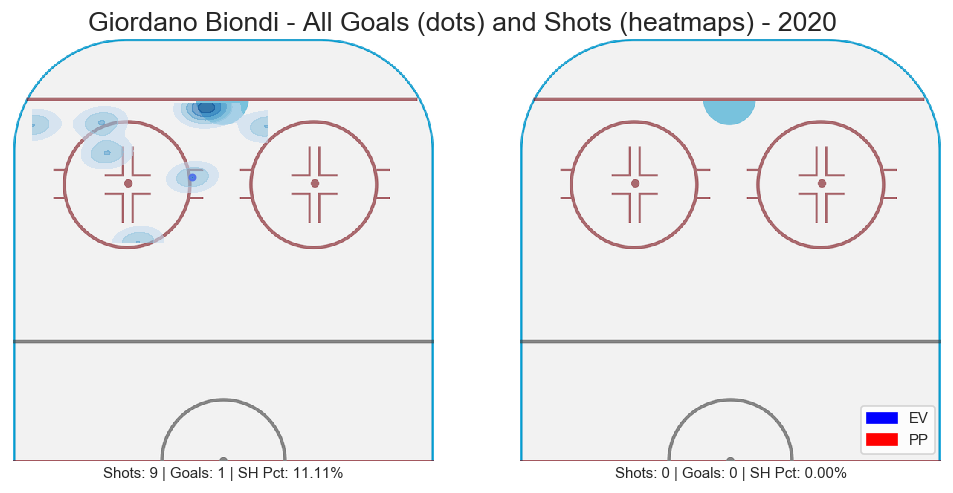 Giordano Biondi - All Goals (dots) and Shots (heatmaps) - 2020
EV
PP
Shots: 9 | Goals: 1 | SH Pct: 11.11%
Shots: 0 | Goals: 0 | SH Pct: 0.00%